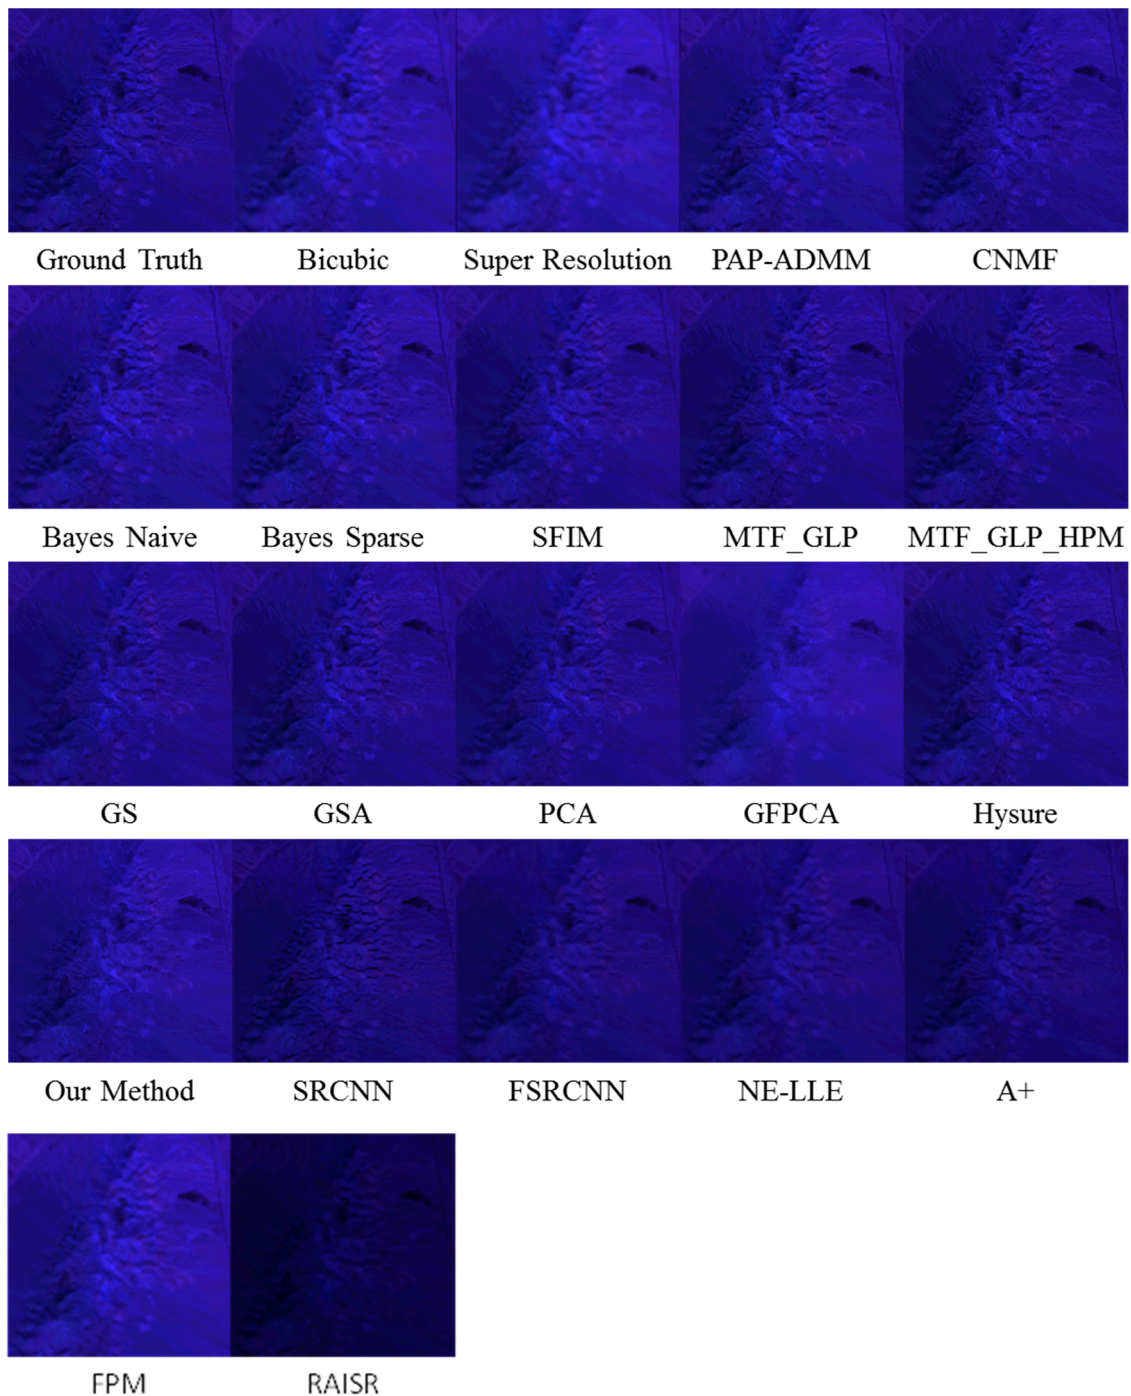 Ground Truth Bicubic Super Resolution PAP-ADMM CNMF
Bayes Naive Bayes Sparse SFIM MTF_GLP MTF_GLP_HPM
GS GSA PCA GFPCA Hysure
Our Method SRCNN FSRCNN NE-LLE A+
FPM RAISR